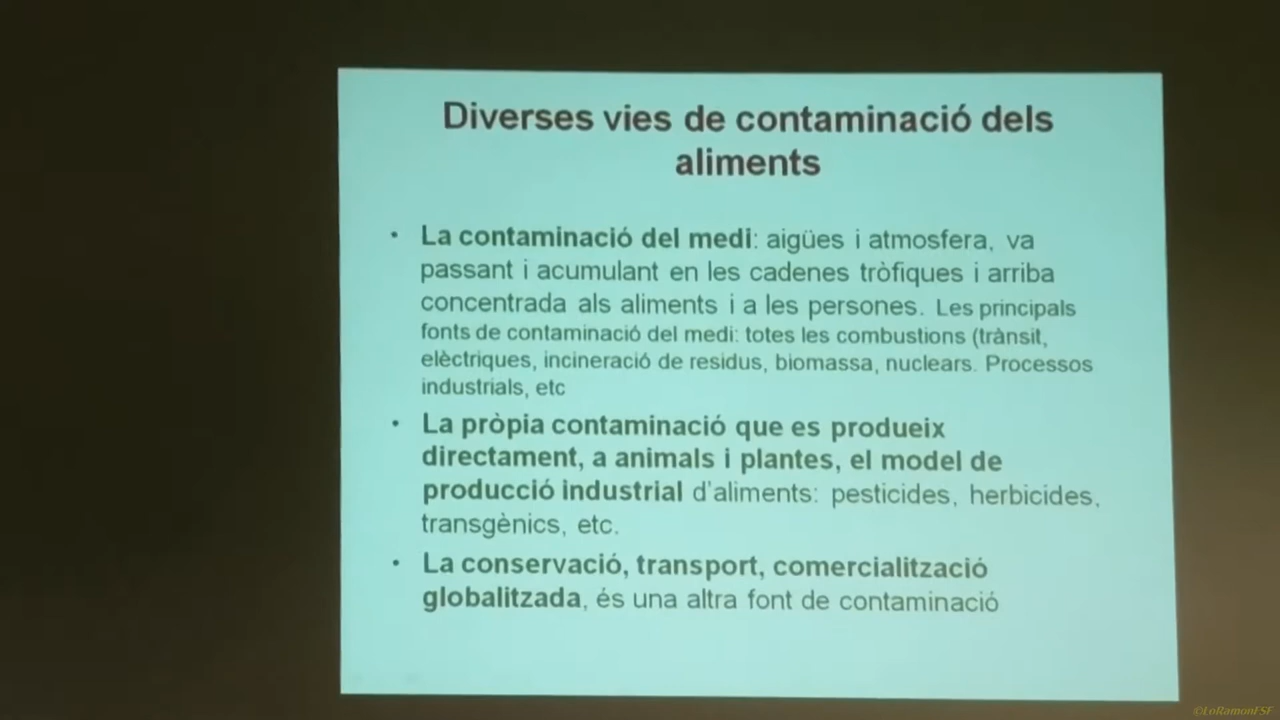 Diverses vies de contaminació dels
aliments
• La contaminació del medi: aigües i atmosfera, va
passant i acumulant en les cadenes tròfiques i arriba
concentrada als aliments i a les persones. Les principals
fonts de contaminació del medi: totes les combustions (trànsit,
elèctriques, incineració de residus, biomassa, nuclears. Processos
industrials, etc
• La pròpia contaminació que es produeix
directament, a animals i plantes, el model de
producció industrial d'aliments: pesticides, herbicides,
transgènics, etc.
• La conservació, transport, comercialització
globalitzada, és una altra font de contaminació
©LoRamonFSF